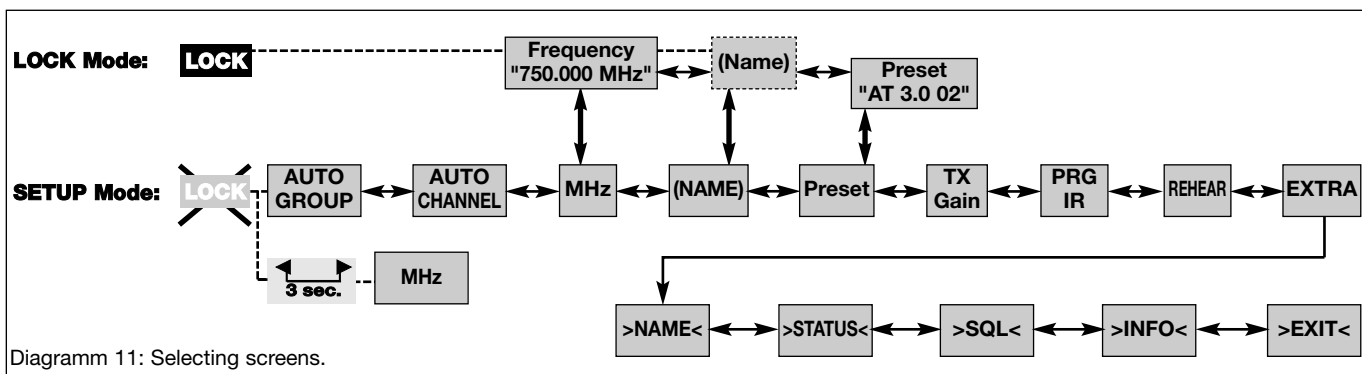 LOCK Mode:
LOCK
Frequency
"750.000 MHz"
(Name)
Preset
"AT 3.0 02"
SETUP Mode:
LOCK
AUTO
GROUP
AUTO
CHANNEL
MHz
(NAME)
Preset
TX
Gain
PRG
IR
REHEAR
EXTRA
3 sec.
MHz
>NAME<
>STATUS<
>SQL<
>INFO<
>EXIT<
Diagramm 11: Selecting screens.